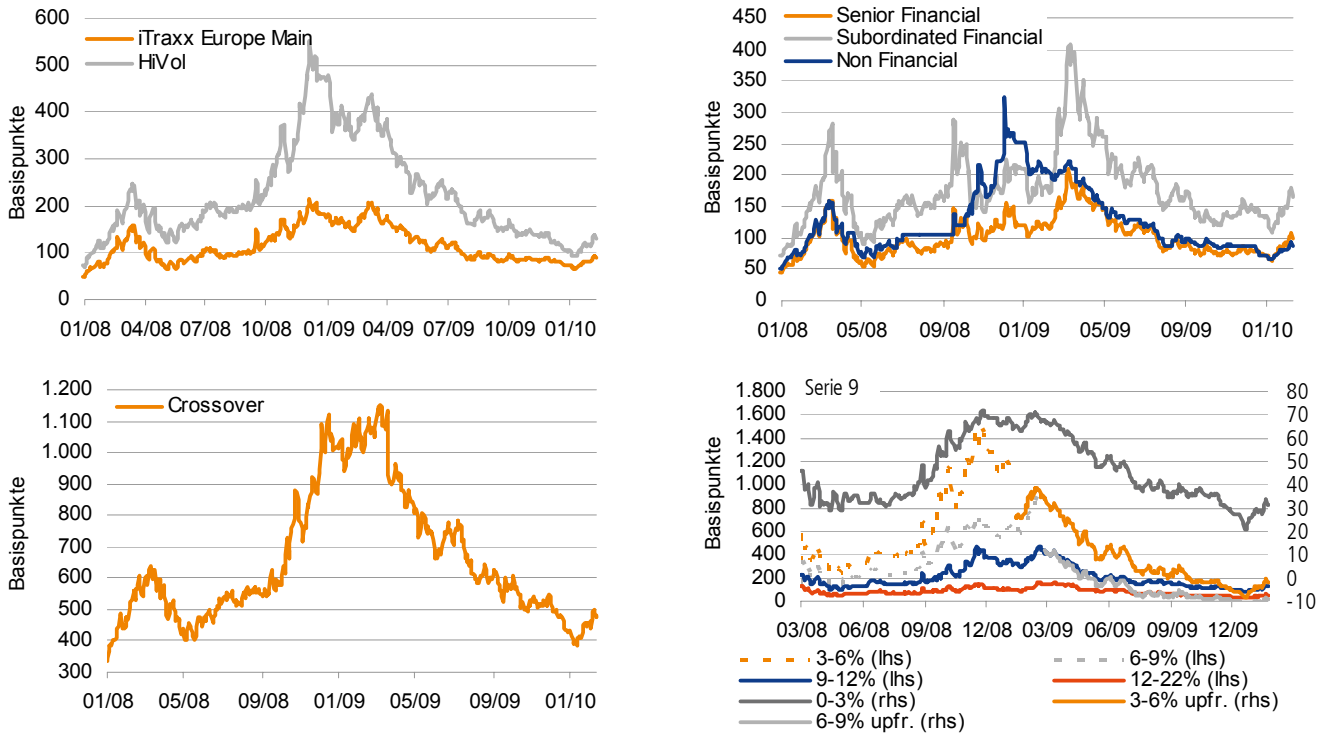 600
500
400
300
200
100
0
Basispunkte
iTraxx Europe Main
HiVol
01/08 04/08 07/08 10/08 01/09 04/09 07/09 10/09 01/10
450
400
350
300
250
200
150
100
50
0
Basispunkte
Senior Financial
Subordinated Financial
Non Financial
01/08 05/08 09/08 01/09 05/09 09/09 01/10
1.200
1.100
1.000
900
800
700
600
500
400
300
Basispunkte
Crossover
01/08 05/08 09/08 01/09 05/09 09/09 01/10
1.800
1.600
1.400
1.200
1.000
800
600
400
200
0
Basispunkte
Serie 9
80
70
60
50
40
30
20
10
0
-10
03/08 06/08 09/08 12/08 03/09 06/09 09/09 12/09
3-6% (lhs) 6-9% (lhs)
9-12% (lhs) 12-22% (lhs)
0-3% (rhs) 3-6% upfr. (rhs)
6-9% upfr. (rhs)